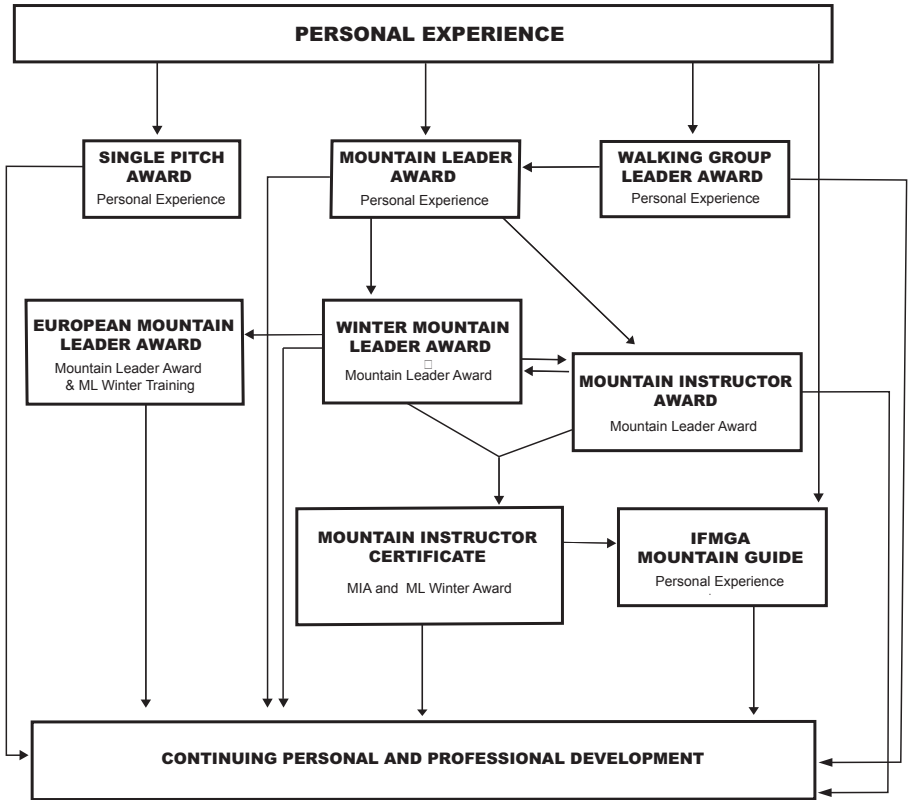 PERSONAL EXPERIENCE
SINGLE PITCH
AWARD
Personal Experience
MOUNTAIN LEADER
AWARD
Personal Experience
WALKING GROUP
LEADER AWARD
Personal Experience
EUROPEAN MOUNTAIN
LEADER AWARD
Mountain Leader Award
& ML Winter Training
WINTER MOUNTAIN
LEADER AWARD
Mountain Leader Award
MOUNTAIN INSTRUCTOR
AWARD
Mountain Leader Award
MOUNTAIN INSTRUCTOR
CERTIFICATE
MIA and ML Winter Award
IFMGA
MOUNTAIN GUIDE
Personal Experience
CONTINUING PERSONAL AND PROFESSIONAL DEVELOPMENT